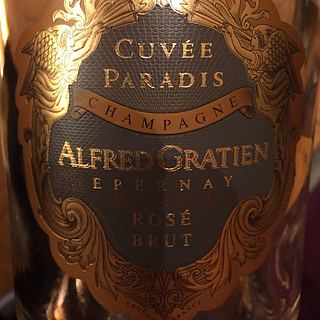 CUVÉE
PARADIS
CHAMPAGNE
ALFRED GRATIEN
EPERNAY
ROSÉ
BRUT